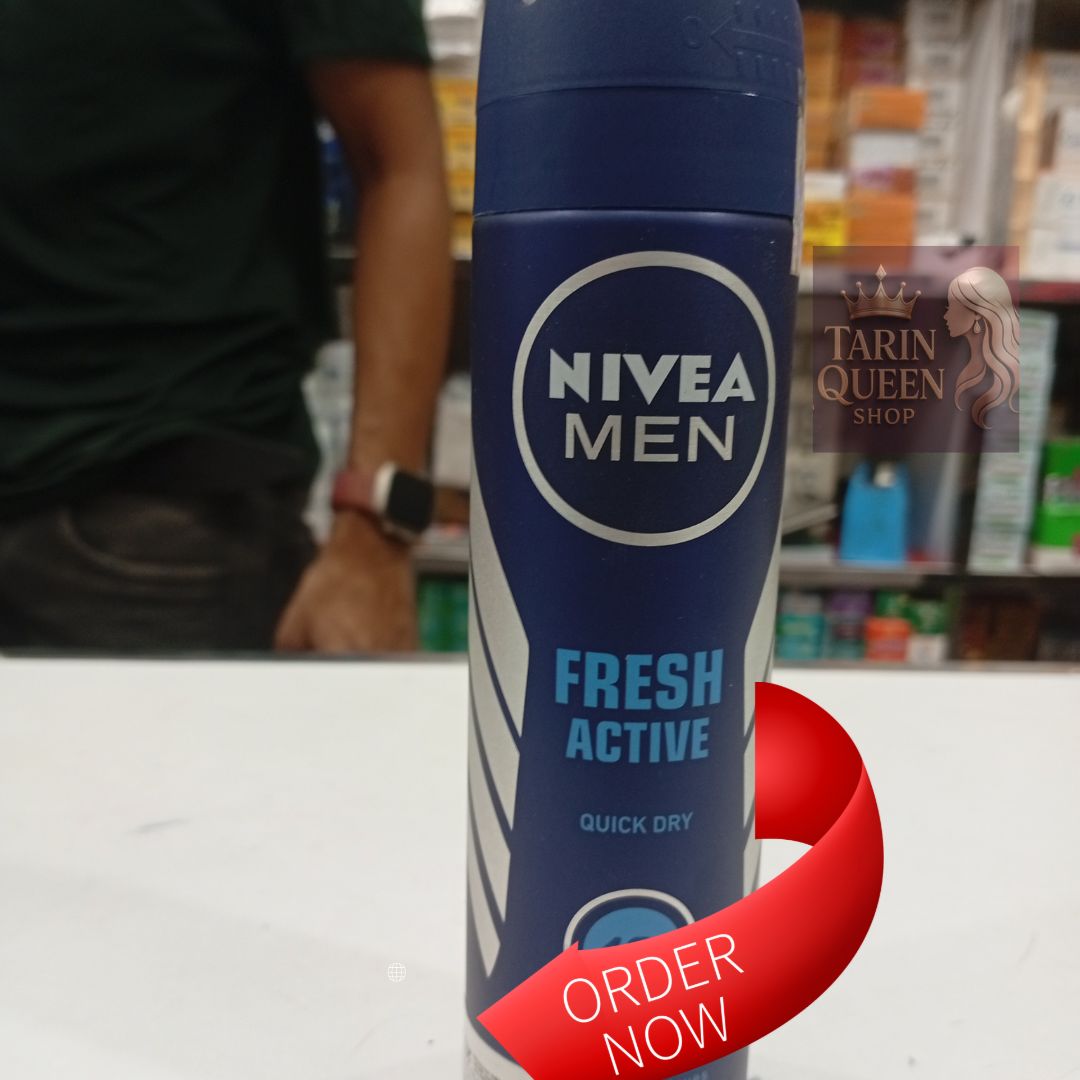 NIVEA
MEN
TARIN
QUEEN
SHOP
FRESH
ACTIVE
QUICK DRY
ORDER
NOW